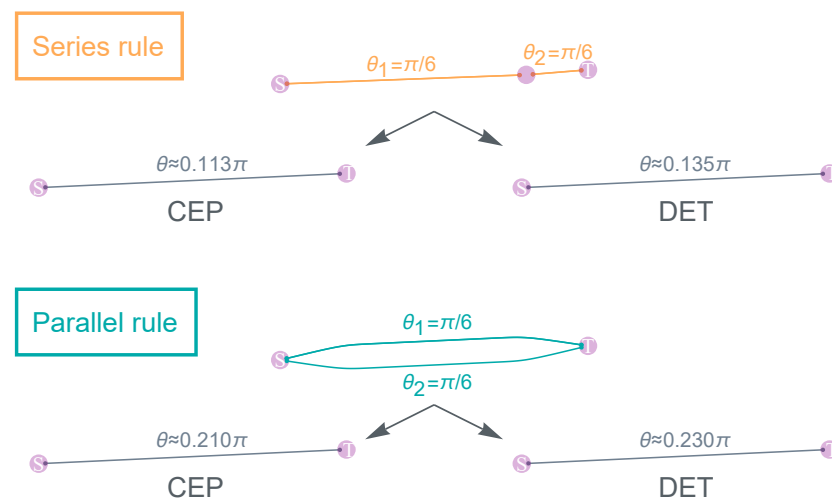 Series rule
θ₁=π/6
θ₂=π/6
S
T
θ≈0.113π
θ≈0.135π
S
T
S
T
CEP
DET
Parallel rule
θ₁=π/6
S
T
θ₂=π/6
θ≈0.210π
θ≈0.230π
S
T
S
T
CEP
DET